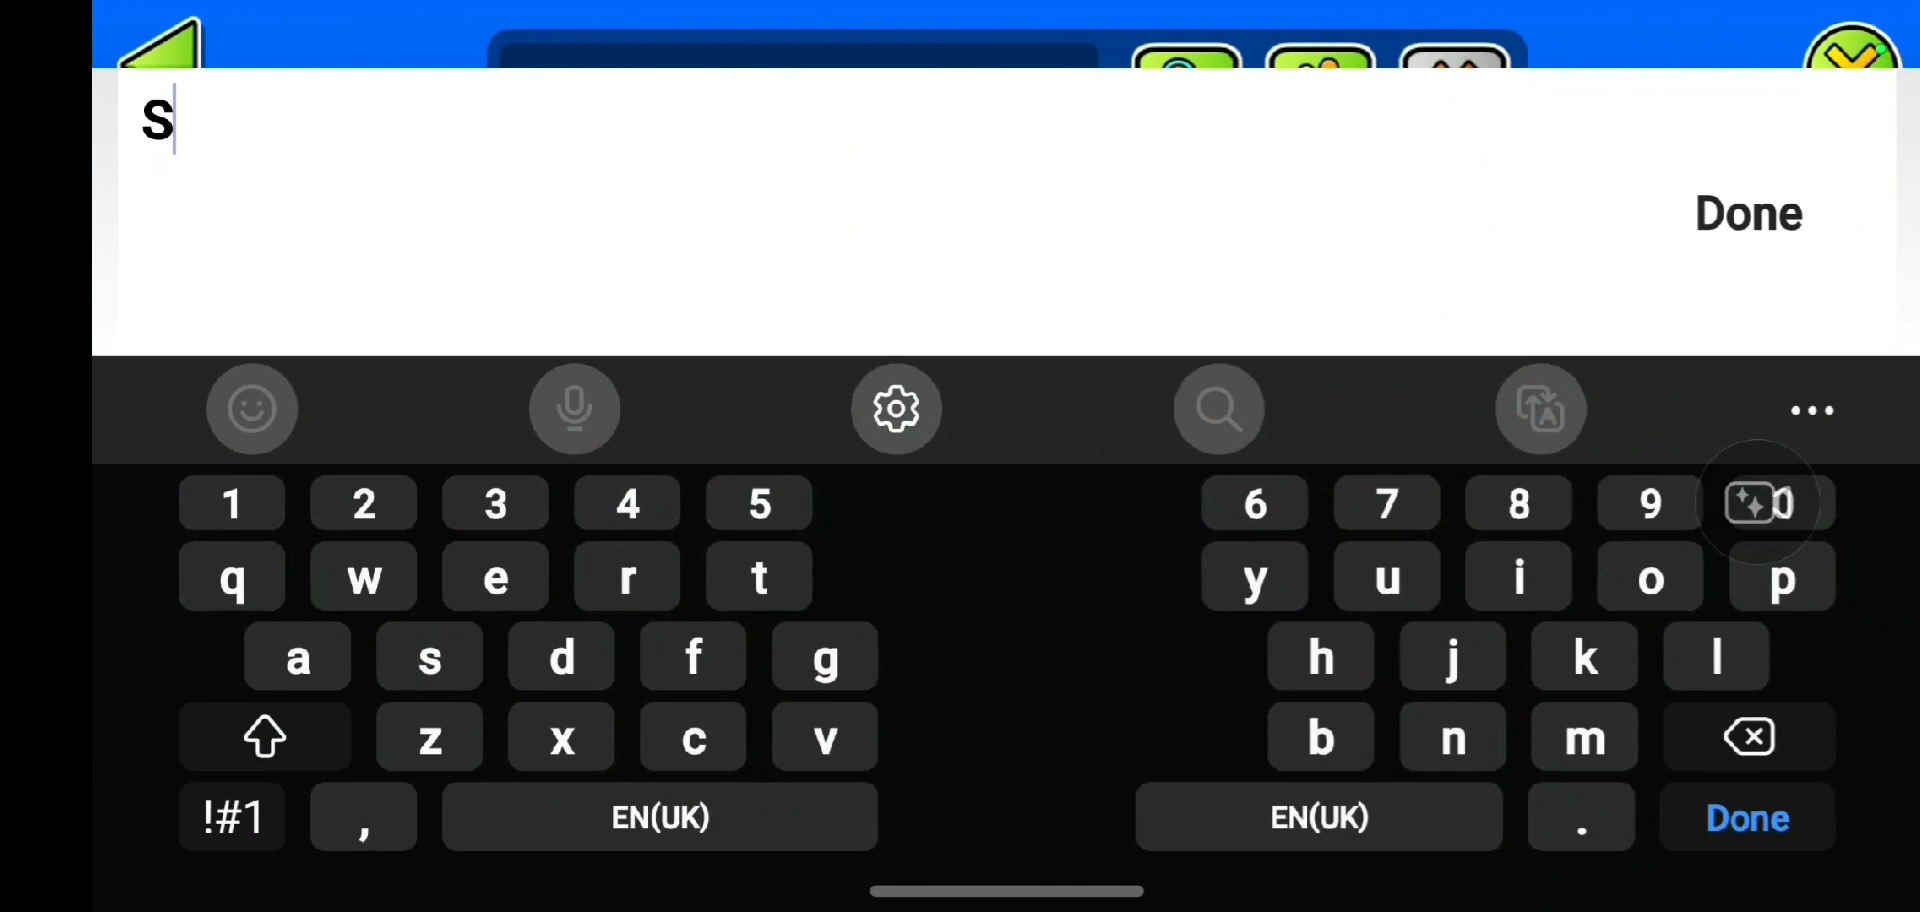 S
Done
1 2 3 4 5 6 7 8 9 0
q w e r t y u i o p
a s d f g h j k l
z x c v b n m
!#1 , EN(UK) EN(UK) . Done